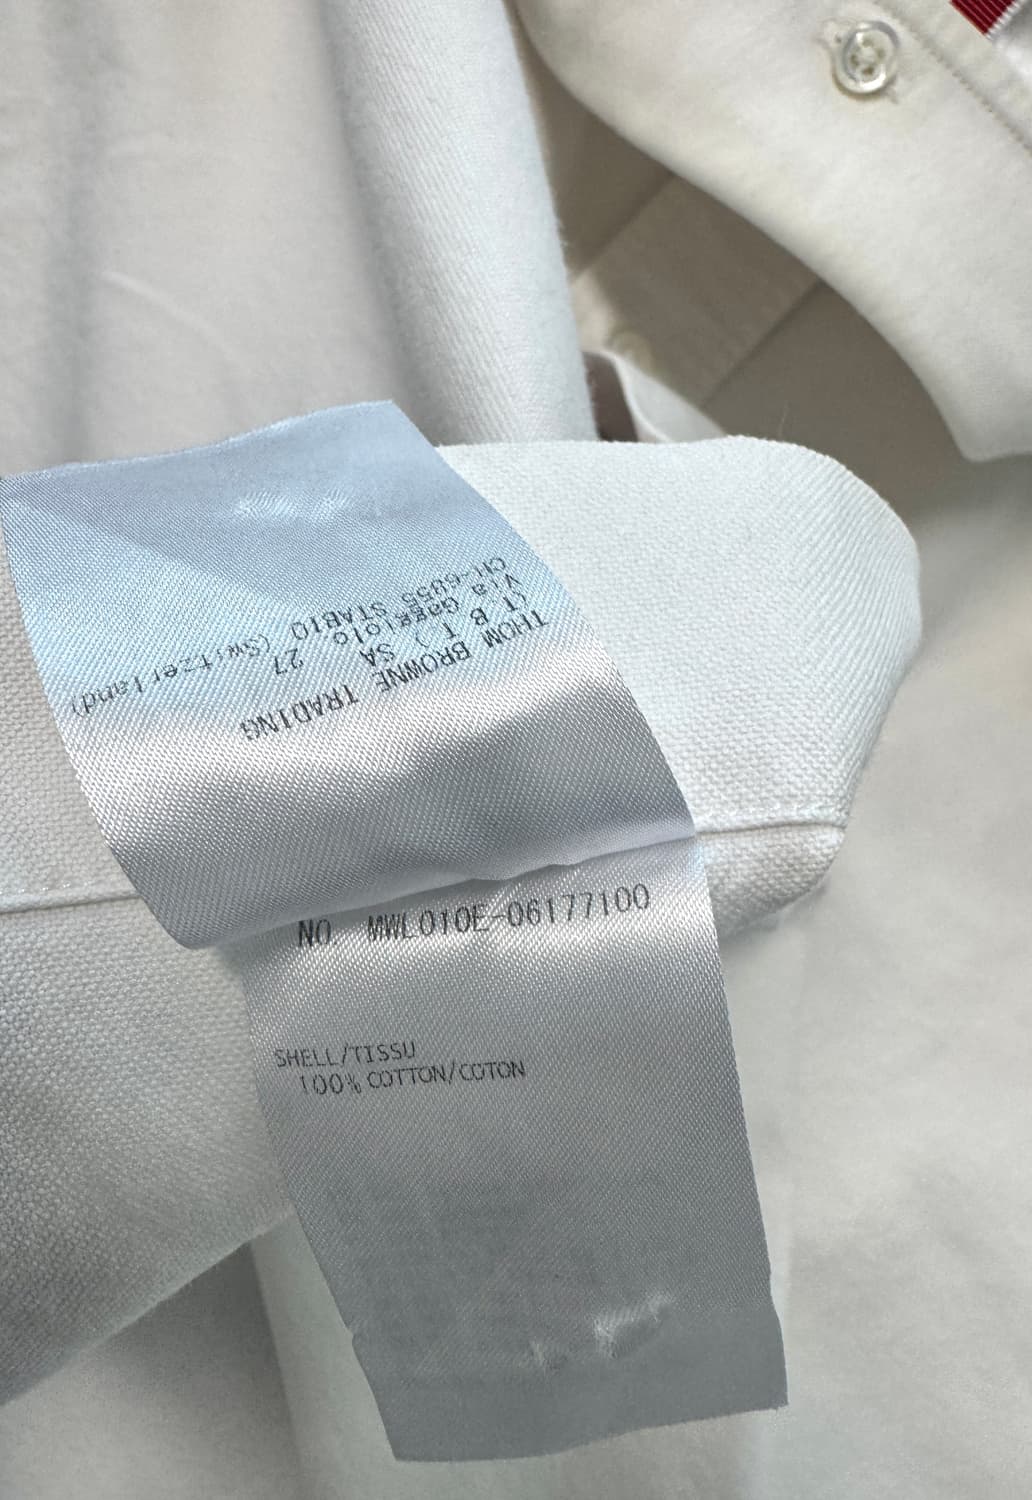 THOM BROWNE TRADING
SA
(T B T)
Via Gaggiolo, 27
CH-6855 STABIO (Switzerland)
NO. MWL010E-06177100
SHELL/TISSU
100% COTTON/COTON